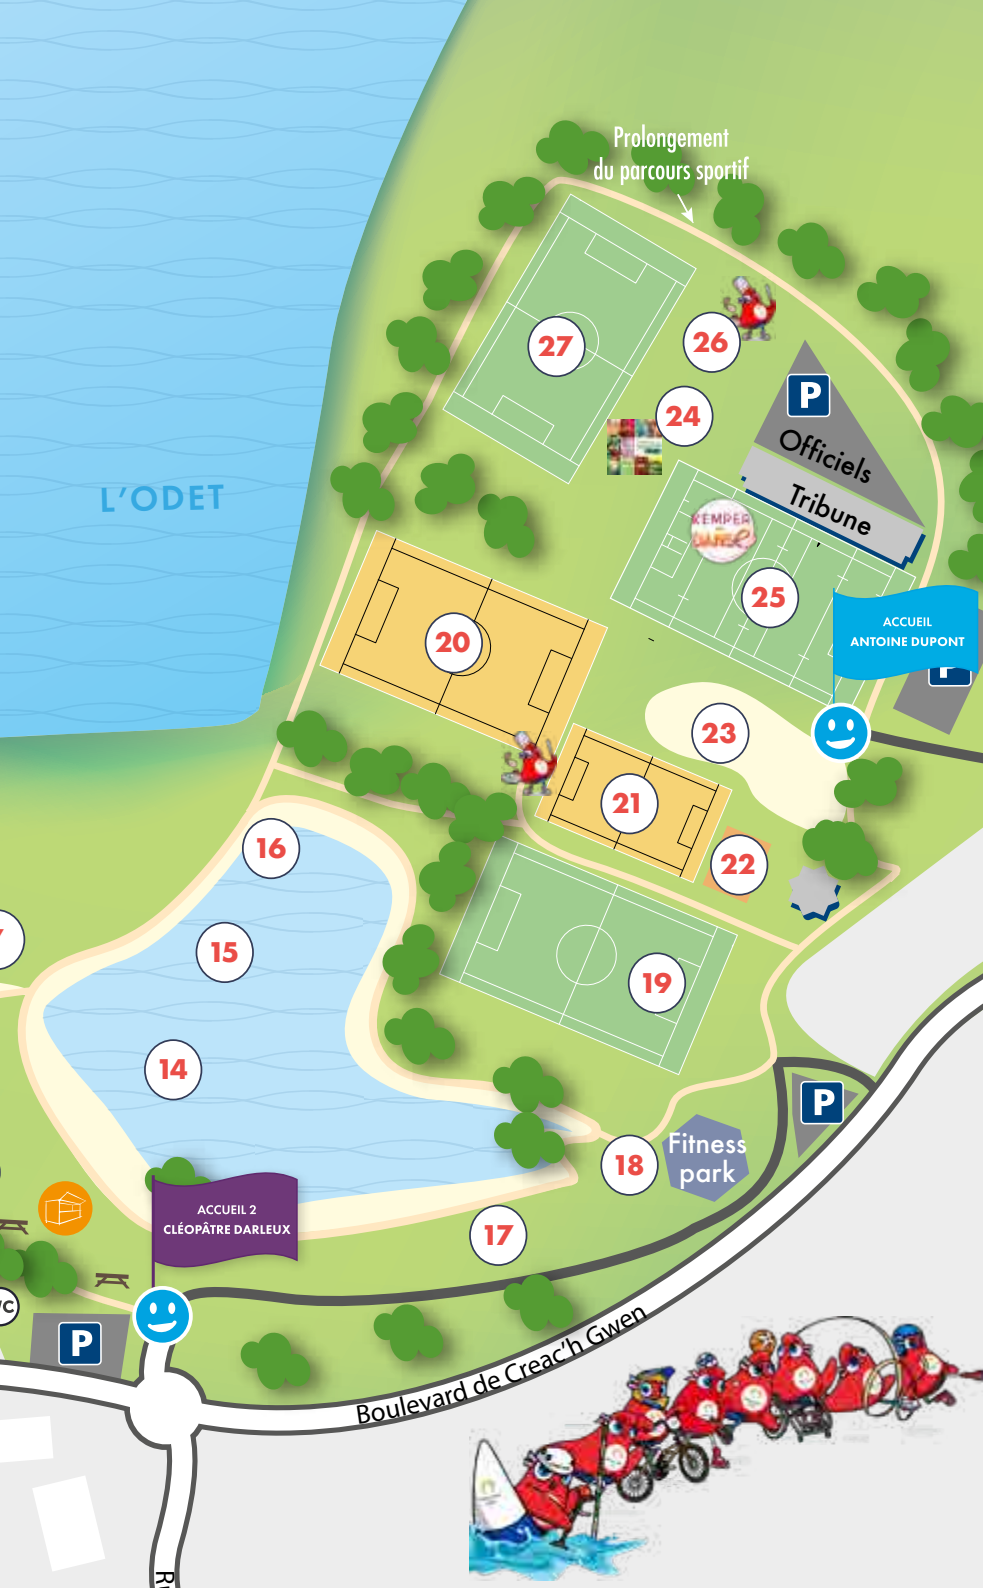 Prolongement
du parcours sportif
27
26
24
P
Officiels
Tribune
L'ODET
KEMPER
25
ACCUEIL
ANTOINE DUPONT
P
20
23
21
22
16
15
19
14
P
18
Fitness
park
ACCUEIL 2
CLÉOPÂTRE DARLEUX
17
P
Boulevard de Creac'h Gwen